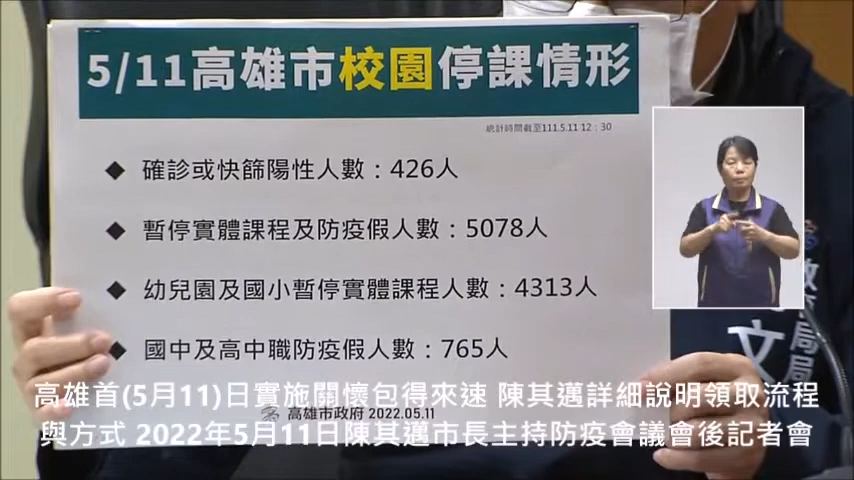 5/11高雄市校園停課情形
統計時間截至111.5.11 12：30
◆ 確診或快篩陽性人數：426人
◆ 暫停實體課程及防疫假人數：5078人
◆ 幼兒園及國小暫停實體課程人數：4313人
◆ 國中及高中職防疫假人數：765人
高雄首(5月11)日實施關懷包得來速 陳其邁詳細說明領取流程
高雄市政府 2022.05.11
與方式 2022年5月11日陳其邁市長主持防疫會議會後記者會
教育局
文